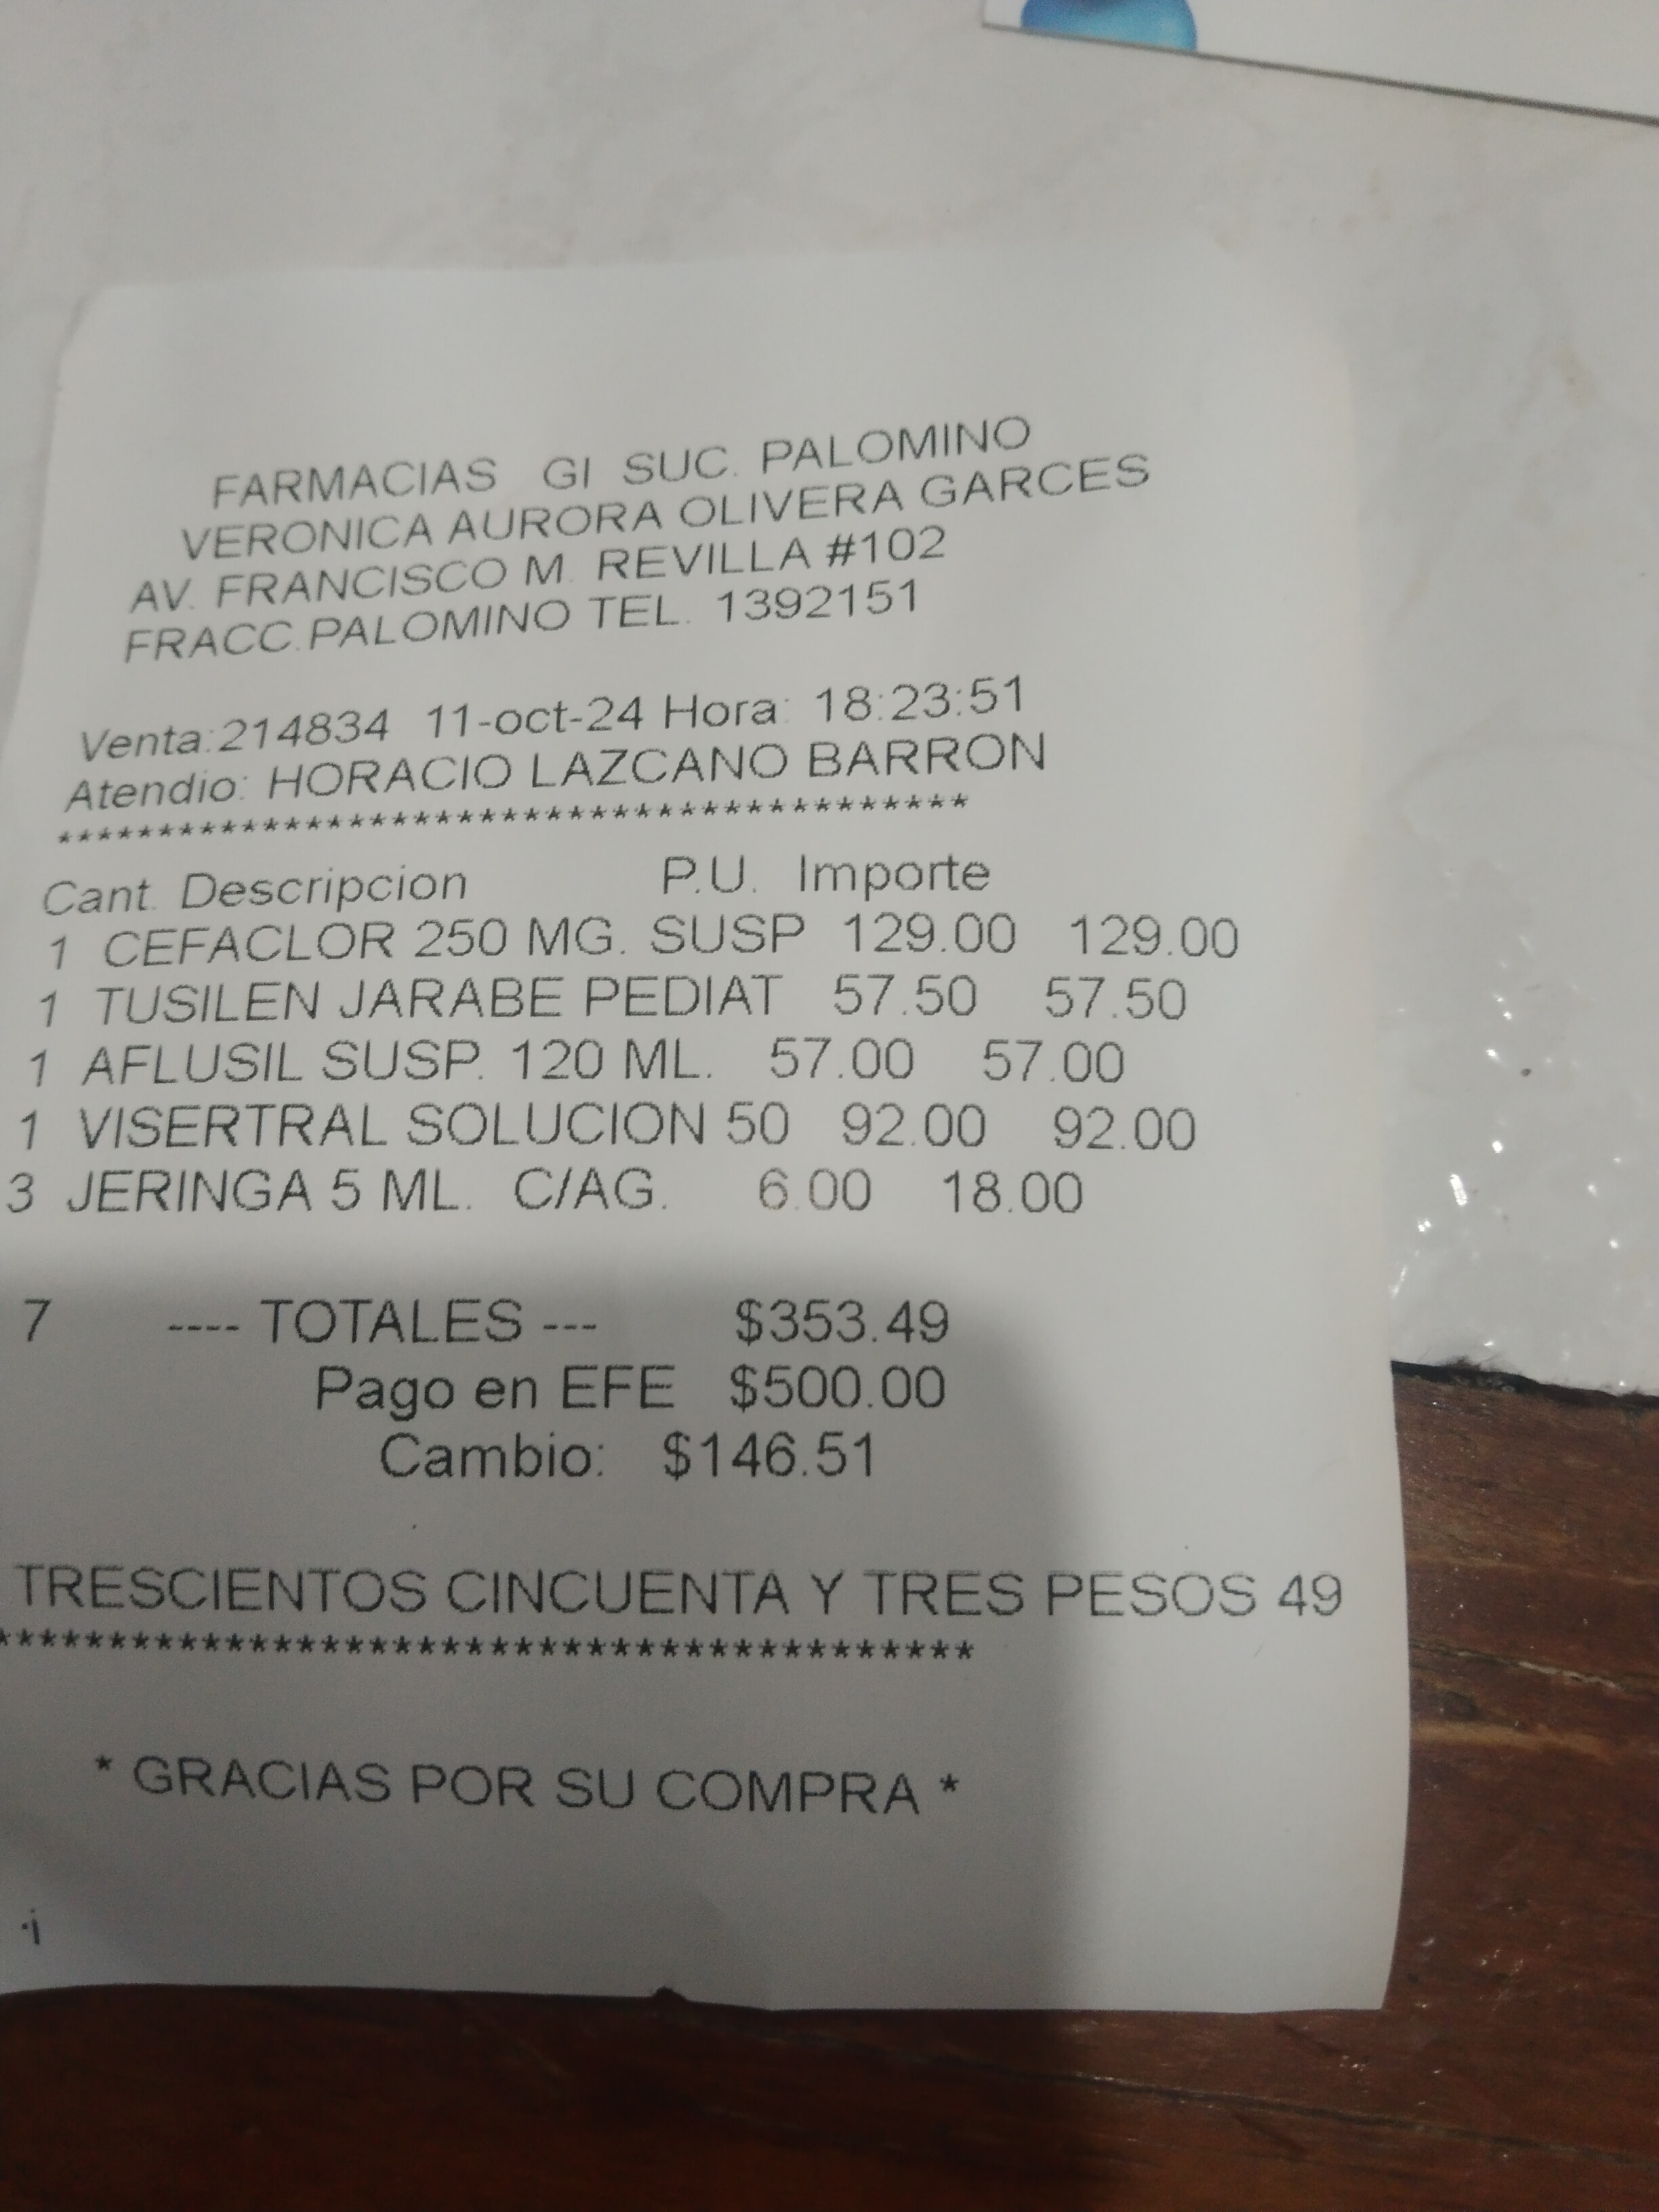 FARMACIAS GI SUC. PALOMINO
VERONICA AURORA OLIVERA GARCES
AV. FRANCISCO M. REVILLA #102
FRACC.PALOMINO TEL. 1392151
Venta:214834 11-oct-24 Hora: 18:23:51
Atendio: HORACIO LAZCANO BARRON
*******************************************
Cant. Descripcion P.U. Importe
1 CEFACLOR 250 MG. SUSP 129.00 129.00
1 TUSILEN JARABE PEDIAT 57.50 57.50
1 AFLUSIL SUSP. 120 ML. 57.00 57.00
1 VISERTRAL SOLUCION 50 92.00 92.00
3 JERINGA 5 ML. C/AG. 6.00 18.00
7 ---- TOTALES --- $353.49
Pago en EFE $500.00
Cambio: $146.51
TRESCIENTOS CINCUENTA Y TRES PESOS 49
*******************************************
* GRACIAS POR SU COMPRA *